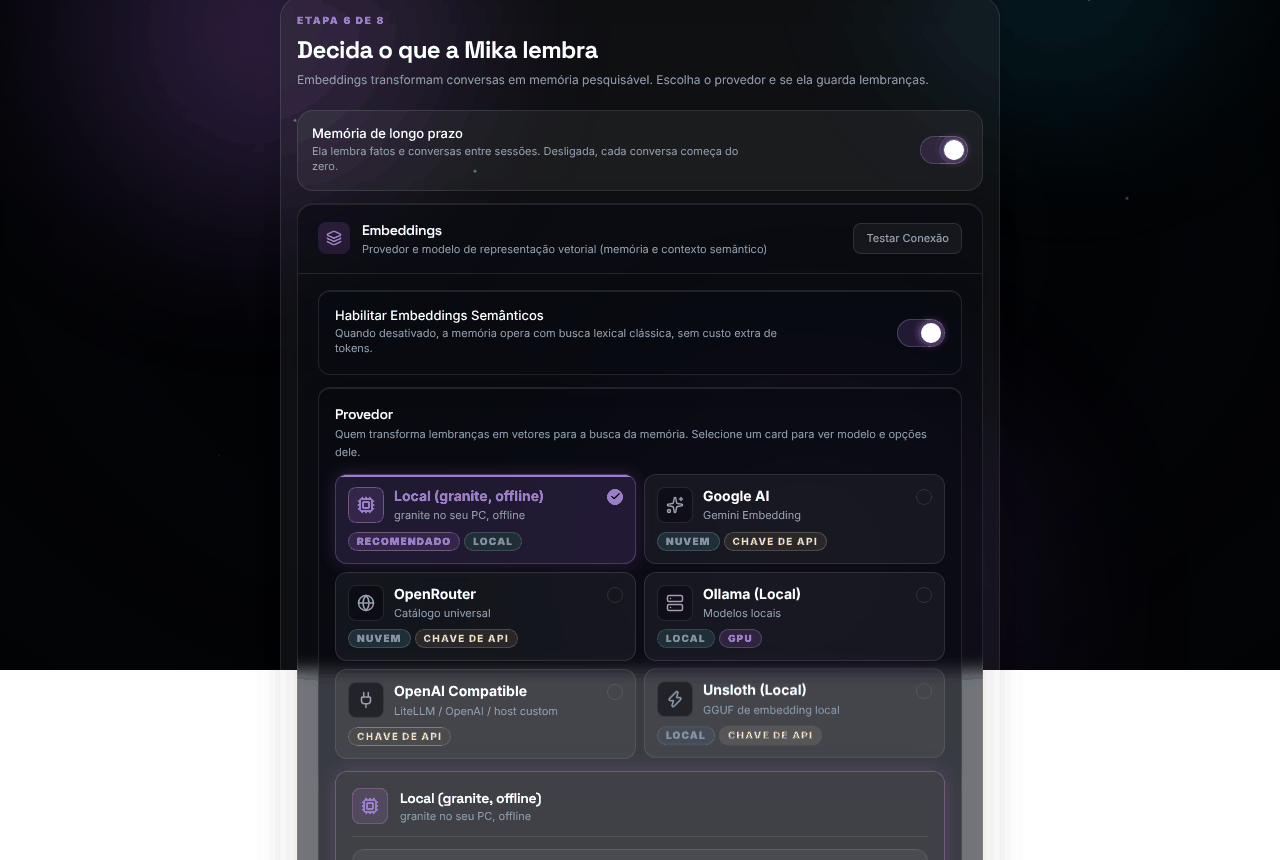 ETAPA 6 DE 8
Decida o que a Mika lembra
Embeddings transformam conversas em memória pesquisável. Escolha o provedor e se ela guarda lembranças.
Memória de longo prazo
Ela lembra fatos e conversas entre sessões. Desligada, cada conversa começa do
zero.
Embeddings
Provedor e modelo de representação vetorial (memória e contexto semântico)
Testar Conexão
Habilitar Embeddings Semânticos
Quando desativado, a memória opera com busca lexical clássica, sem custo extra de
tokens.
Provedor
Quem transforma lembranças em vetores para a busca da memória. Selecione um card para ver modelo e opções
dele.
Local (granite, offline)
granite no seu PC, offline
RECOMENDADO LOCAL
Google AI
Gemini Embedding
NUVEM CHAVE DE API
OpenRouter
Catálogo universal
NUVEM CHAVE DE API
Ollama (Local)
Modelos locais
LOCAL GPU
OpenAI Compatible
LiteLLM / OpenAI / host custom
CHAVE DE API
Unsloth (Local)
GGUF de embedding local
LOCAL CHAVE DE API
Local (granite, offline)
granite no seu PC, offline